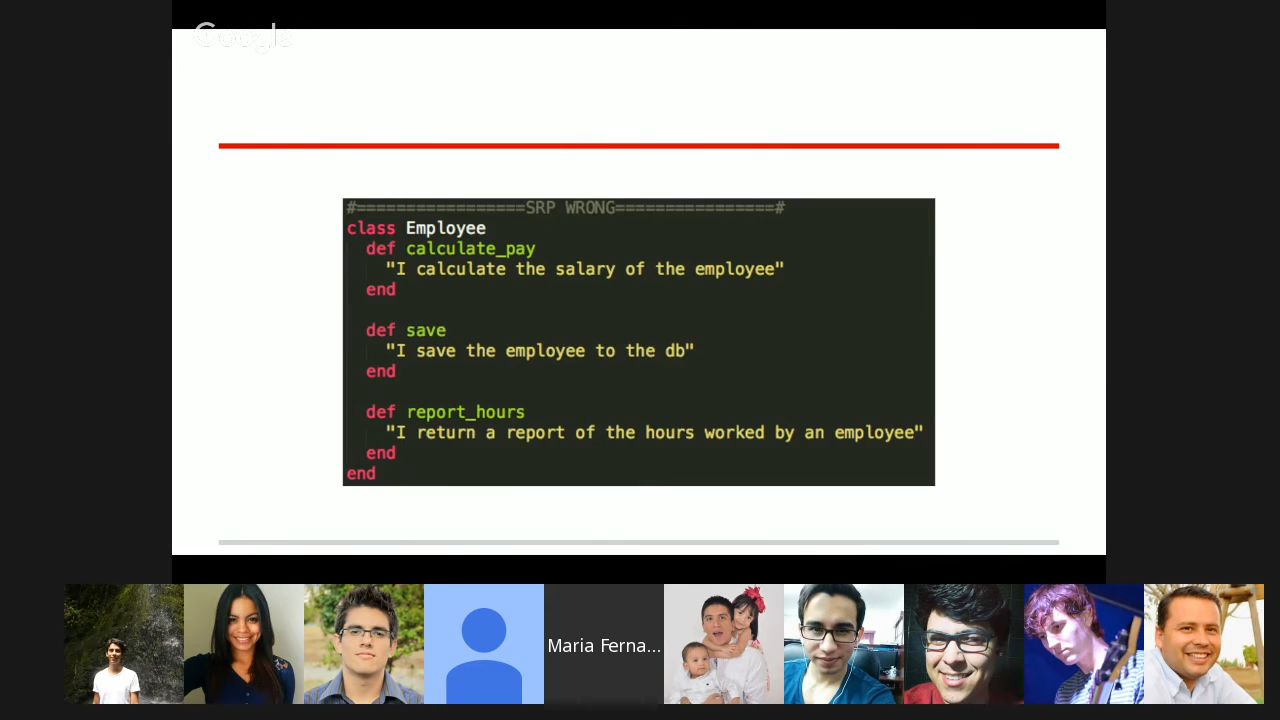 Google
#=================SRP WRONG================#
class Employee
def calculate_pay
"I calculate the salary of the employee"
end
def save
"I save the employee to the db"
end
def report_hours
"I return a report of the hours worked by an employee"
end
end
Maria Ferna...